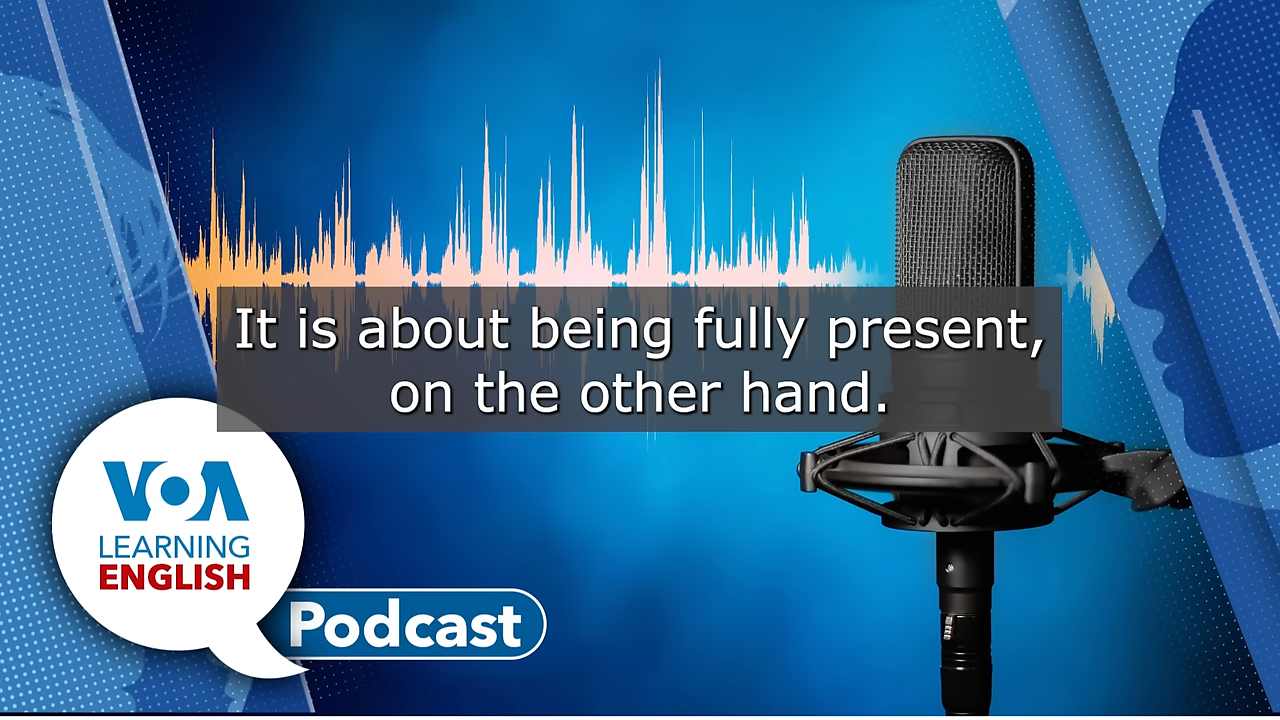 It is about being fully present,
on the other hand.
VOA
LEARNING
ENGLISH
Podcast